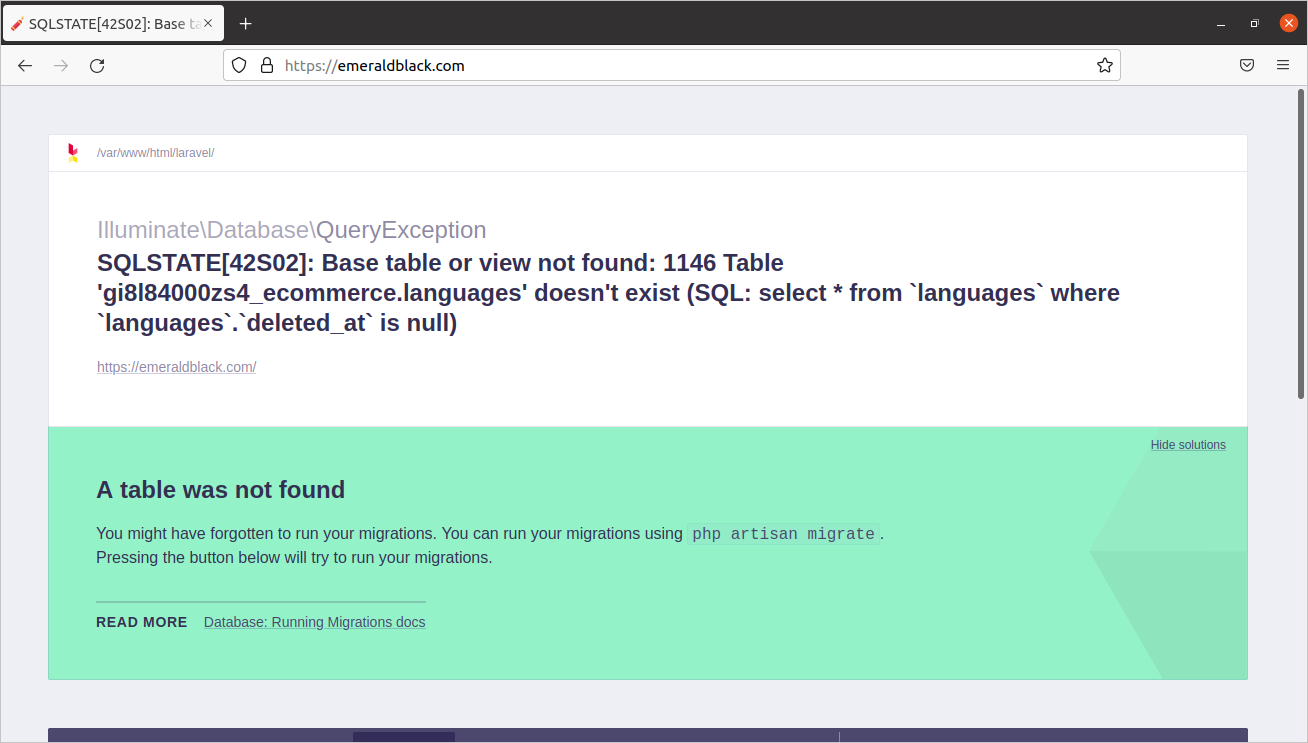 SQLSTATE[42S02]: Base ta
https://emeraldblack.com
/var/www/html/laravel/
Illuminate\Database\QueryException
SQLSTATE[42S02]: Base table or view not found: 1146 Table
'gi8l84000zs4_ecommerce.languages' doesn't exist (SQL: select * from `languages` where
`languages`.`deleted_at` is null)
https://emeraldblack.com/
Hide solutions
A table was not found
You might have forgotten to run your migrations. You can run your migrations using php artisan migrate.
Pressing the button below will try to run your migrations.
READ MORE Database: Running Migrations docs